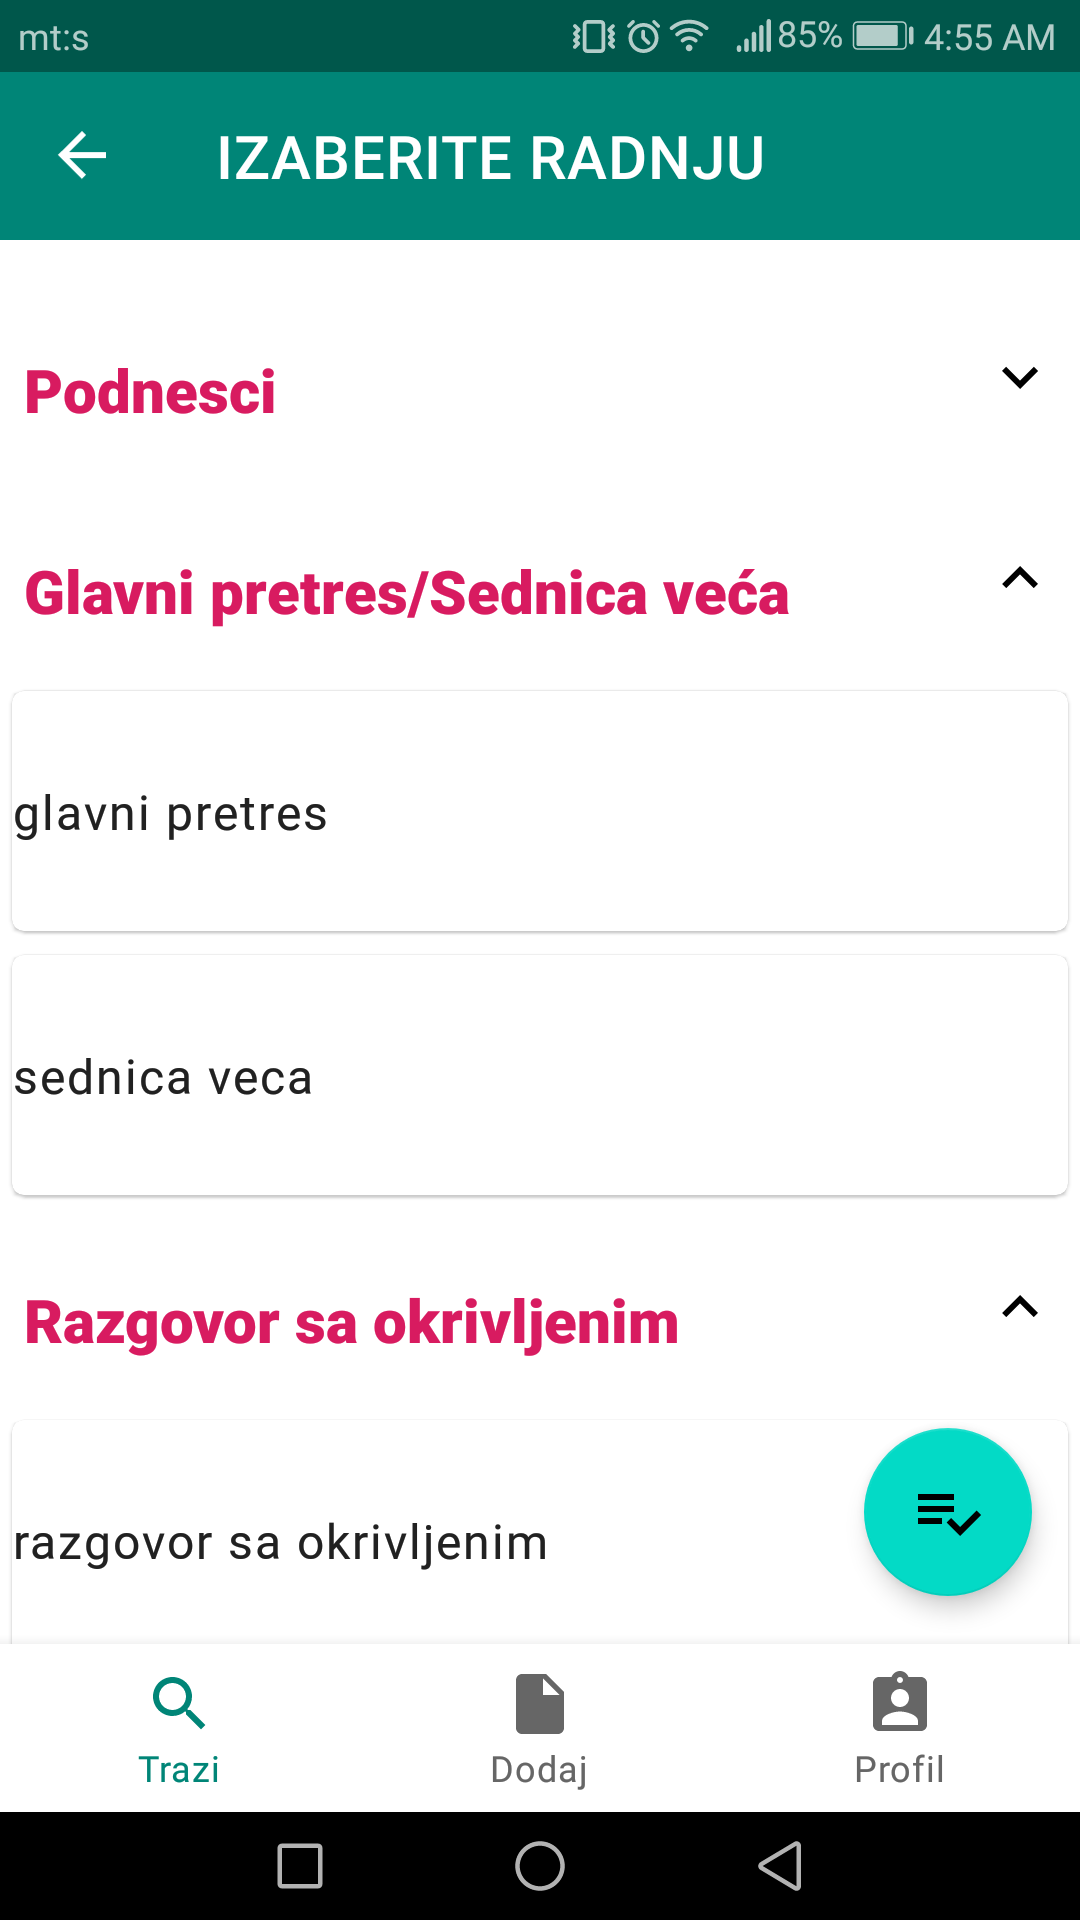 mt:s 85% 4:55 AM
IZABERITE RADNJU
Podnesci
Glavni pretres/Sednica veća
glavni pretres
sednica veca
Razgovor sa okrivljenim
razgovor sa okrivljenim
Trazi Dodaj Profil